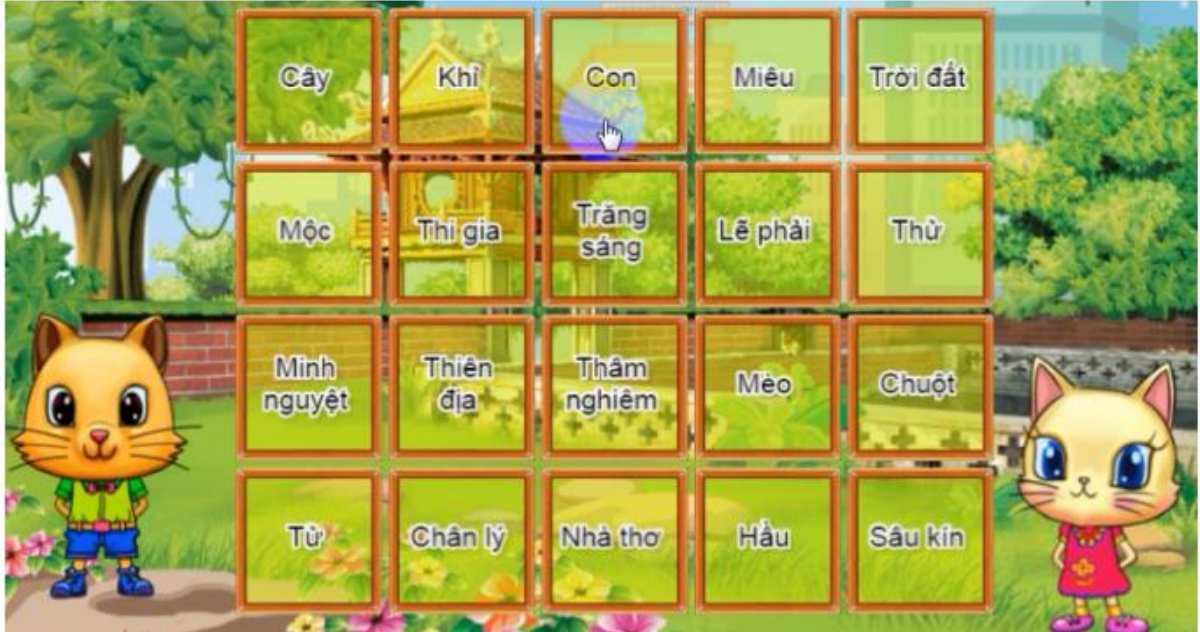 Cây
Khỉ
Con
Miêu
Trời đất
Mộc
Thi gia
Trăng
sáng
Lẽ phải
Thử
Minh
nguyệt
Thiên
địa
Thâm
nghiêm
Mèo
Chuột
Tử
Chân lý
Nhà thơ
Hầu
Sâu kín